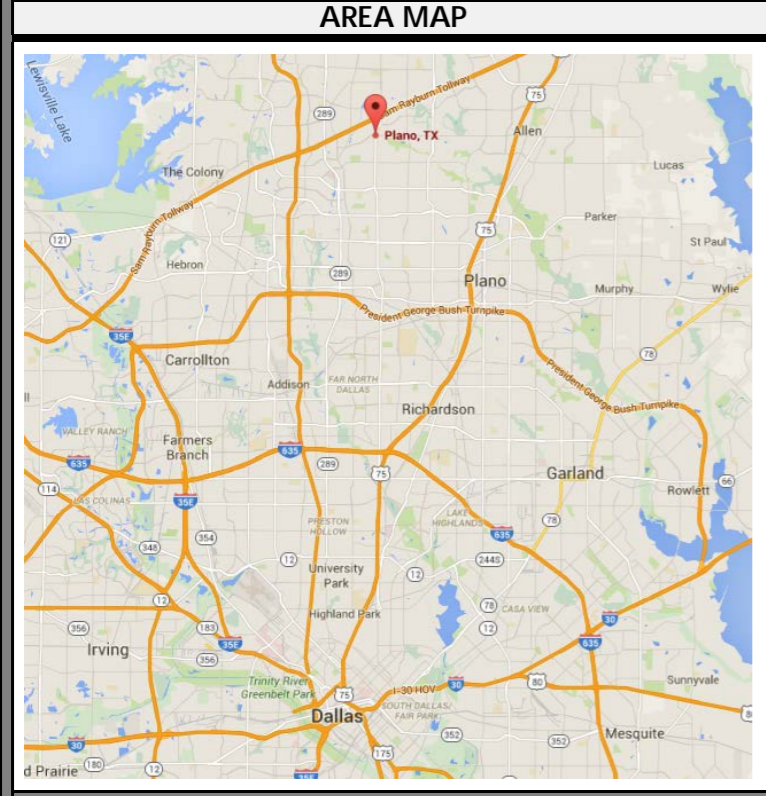 AREA MAP
Lewisville Lake
75
Sam Rayburn Tollway
289
Plano, TX
Allen
The Colony
Lucas
Parker
121
Sam Rayburn Tollway
75
St Paul
Hebron
289
Plano
Murphy
Wylie
President George Bush Turnpike
35E
78
Carrollton
Addison
FAR NORTH
DALLAS
President George Bush Turnpike
Richardson
VALLEY RANCH
Farmers
Branch
635
635
289
75
Garland
114
LAS COLINAS
66
Rowlett
35E
PRESTON
HOLLOW
LAKE
HIGHLANDS
78
635
354
348
12
University
Park
12
244S
12
Highland Park
78
CASA VIEW
30
356
183
12
35E
635
Irving
356
Trinity River
Greenbelt Park
75
I-30 HOV
30
80
Sunnyvale
Dallas
SOUTH DALLAS/
FAIR PARK
352
352
Mesquite
30
175
d Prairie
180
12
35E